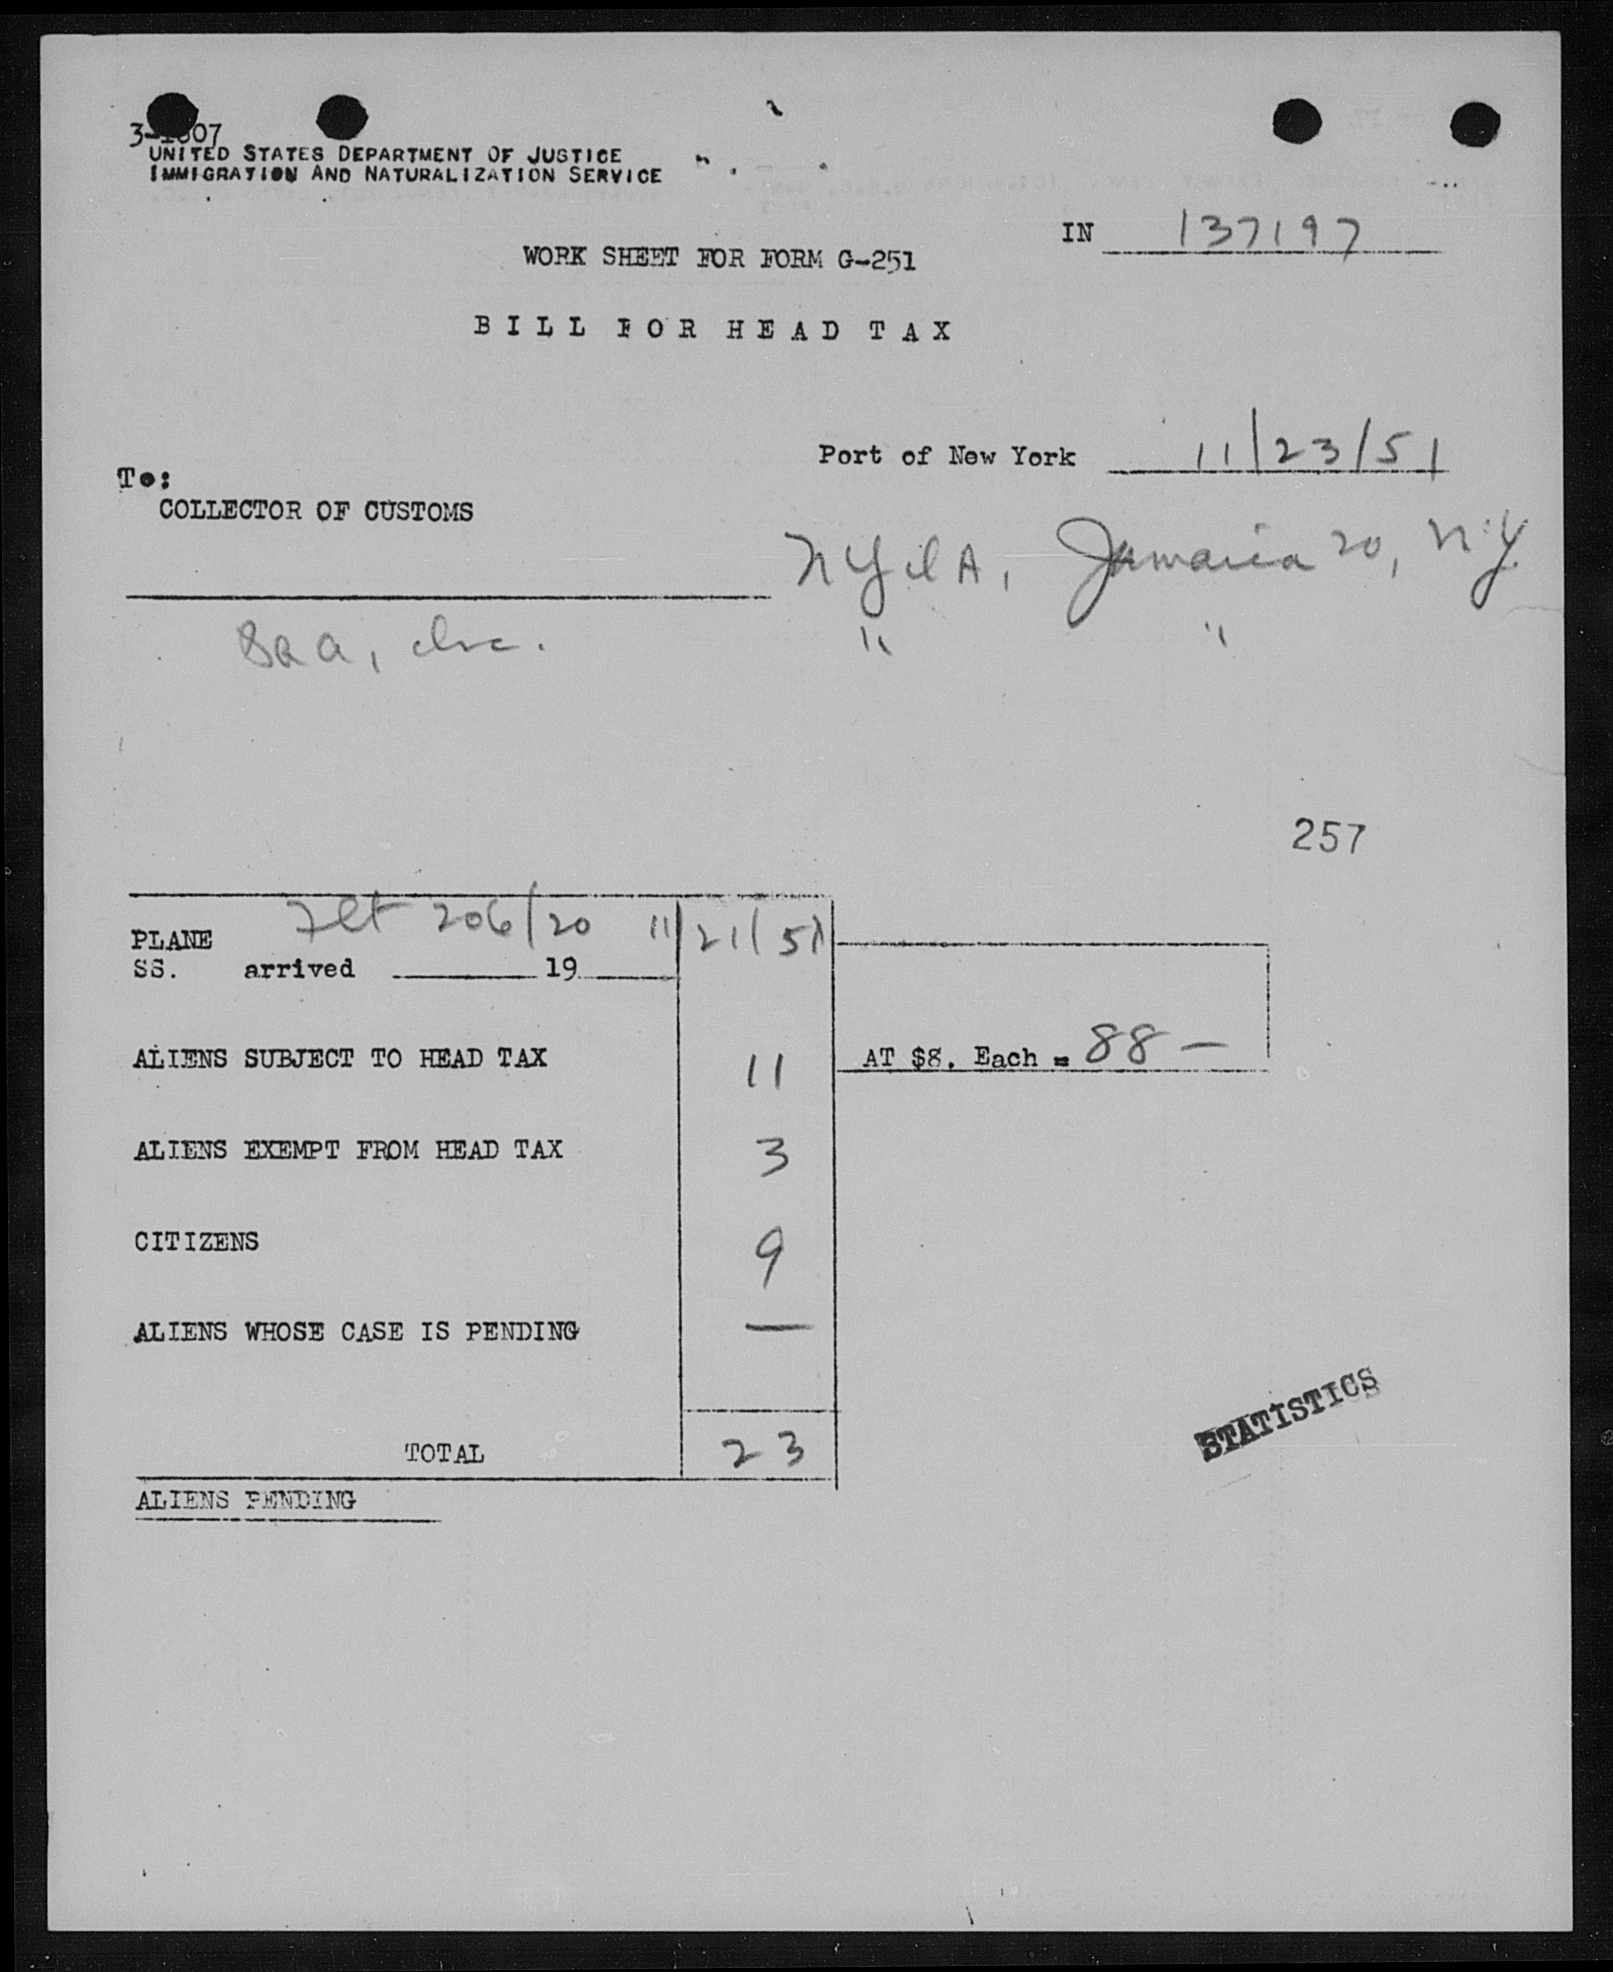 3-1807
UNITED STATES DEPARTMENT OF JUSTICE
IMMIGRATION AND NATURALIZATION SERVICE
IN 137197
WORK SHEET FOR FORM G-251
BILL FOR HEAD TAX
Port of New York 11/23/51
To:
COLLECTOR OF CUSTOMS
NYIA, Jamaica 20, N.Y.
Saa, Inc. " "
257
PLANE Flt 206/20 11/21/51
SS. arrived 19
ALIENS SUBJECT TO HEAD TAX 11 AT $8. Each = 88 —
ALIENS EXEMPT FROM HEAD TAX 3
CITIZENS 9
ALIENS WHOSE CASE IS PENDING —
STATISTICS
TOTAL 23
ALIENS PENDING